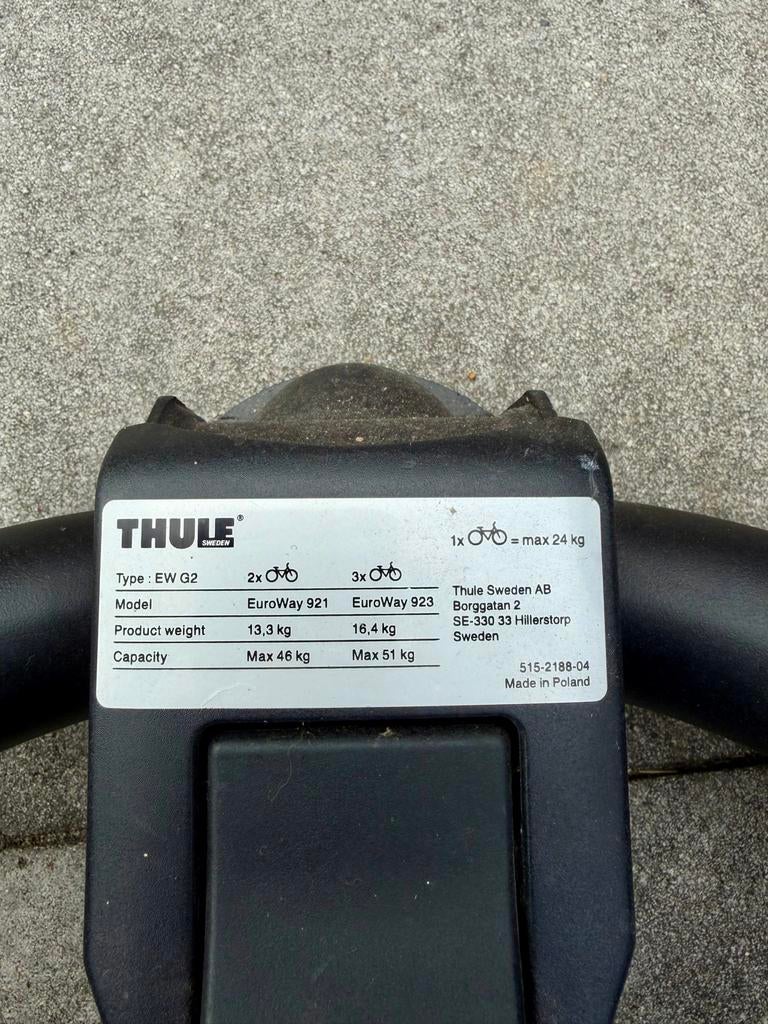 THULE®
SWEDEN
1x = max 24 kg
Type : EW G2 2x 3x
Model EuroWay 921 EuroWay 923
Product weight 13,3 kg 16,4 kg
Capacity Max 46 kg Max 51 kg
Thule Sweden AB
Borggatan 2
SE-330 33 Hillerstorp
Sweden
515-2188-04
Made in Poland